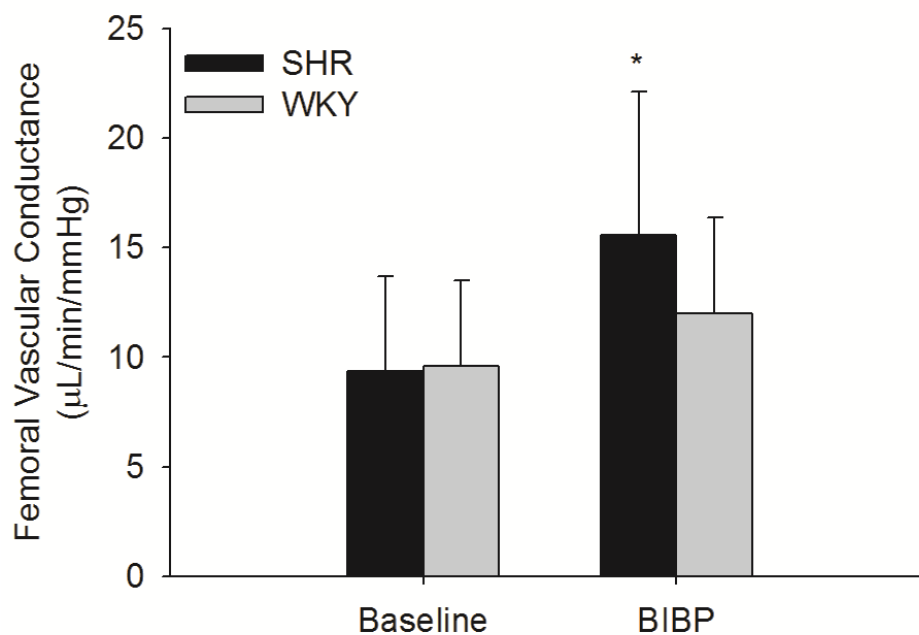 Femoral Vascular Conductance
(μL/min/mmHg)
25
20
15
10
5
0
SHR
WKY
*
Baseline
BIBP